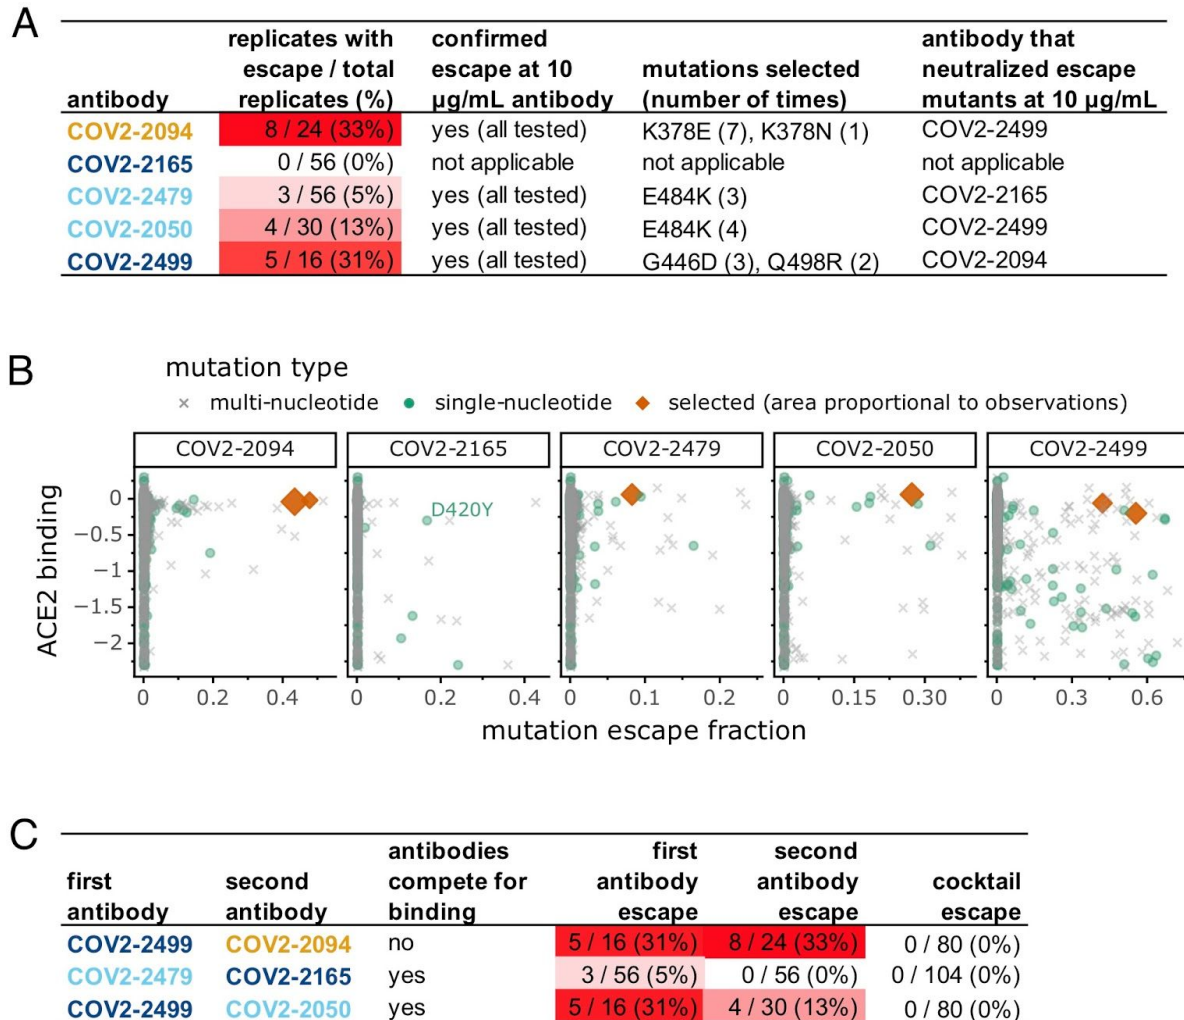 A
antibody replicates with escape / total replicates (%) confirmed escape at 10 µg/mL antibody mutations selected (number of times) antibody that neutralized escape mutants at 10 µg/mL
COV2-2094 8 / 24 (33%) yes (all tested) K378E (7), K378N (1) COV2-2499
COV2-2165 0 / 56 (0%) not applicable not applicable not applicable
COV2-2479 3 / 56 (5%) yes (all tested) E484K (3) COV2-2165
COV2-2050 4 / 30 (13%) yes (all tested) E484K (4) COV2-2499
COV2-2499 5 / 16 (31%) yes (all tested) G446D (3), Q498R (2) COV2-2094
B
mutation type
multi-nucleotide single-nucleotide selected (area proportional to observations)
COV2-2094 COV2-2165 COV2-2479 COV2-2050 COV2-2499
ACE2 binding
0
−0.5
−1
−1.5
−2
D420Y
0 0.2 0.4 0 0.2 0.4 0 0.1 0.2 0 0.15 0.30 0 0.3 0.6
mutation escape fraction
C
first antibody second antibody antibodies compete for binding first antibody escape second antibody escape cocktail escape
COV2-2499 COV2-2094 no 5 / 16 (31%) 8 / 24 (33%) 0 / 80 (0%)
COV2-2479 COV2-2165 yes 3 / 56 (5%) 0 / 56 (0%) 0 / 104 (0%)
COV2-2499 COV2-2050 yes 5 / 16 (31%) 4 / 30 (13%) 0 / 80 (0%)